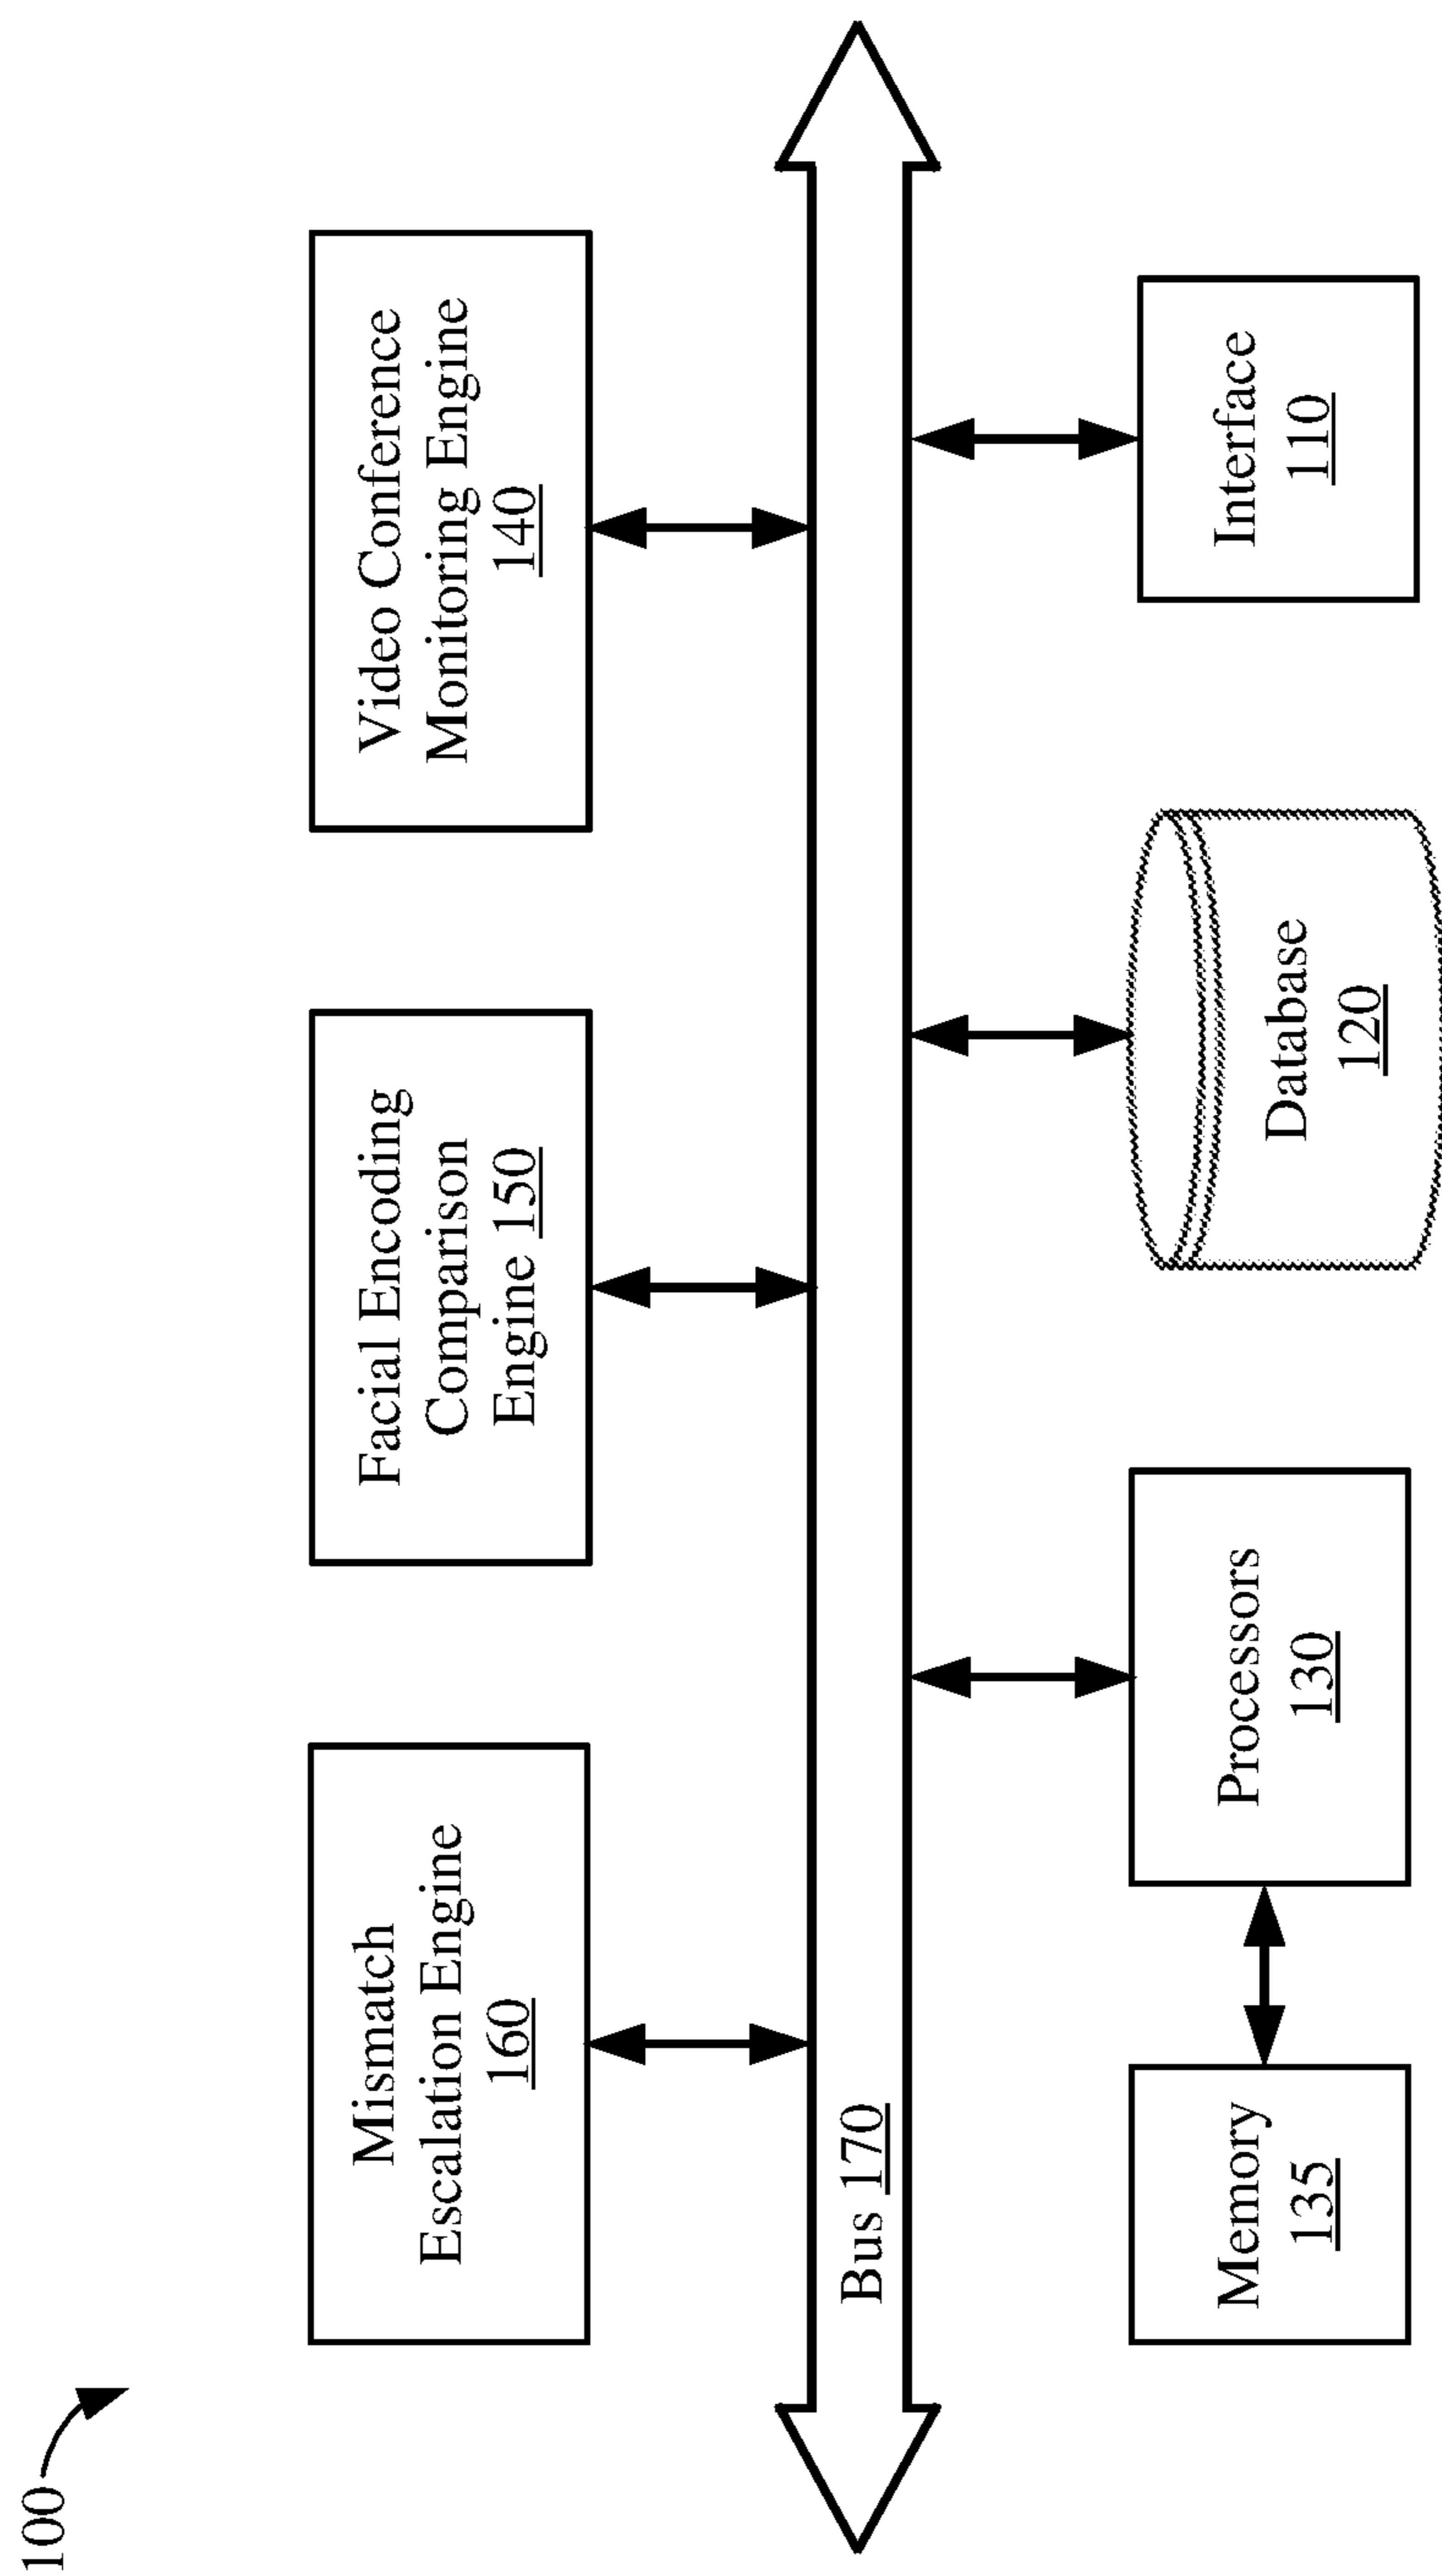 100
Mismatch
Escalation Engine
160
Facial Encoding
Comparison
Engine 150
Video Conference
Monitoring Engine
140
Bus 170
Memory
135
Processors
130
Database
120
Interface
110